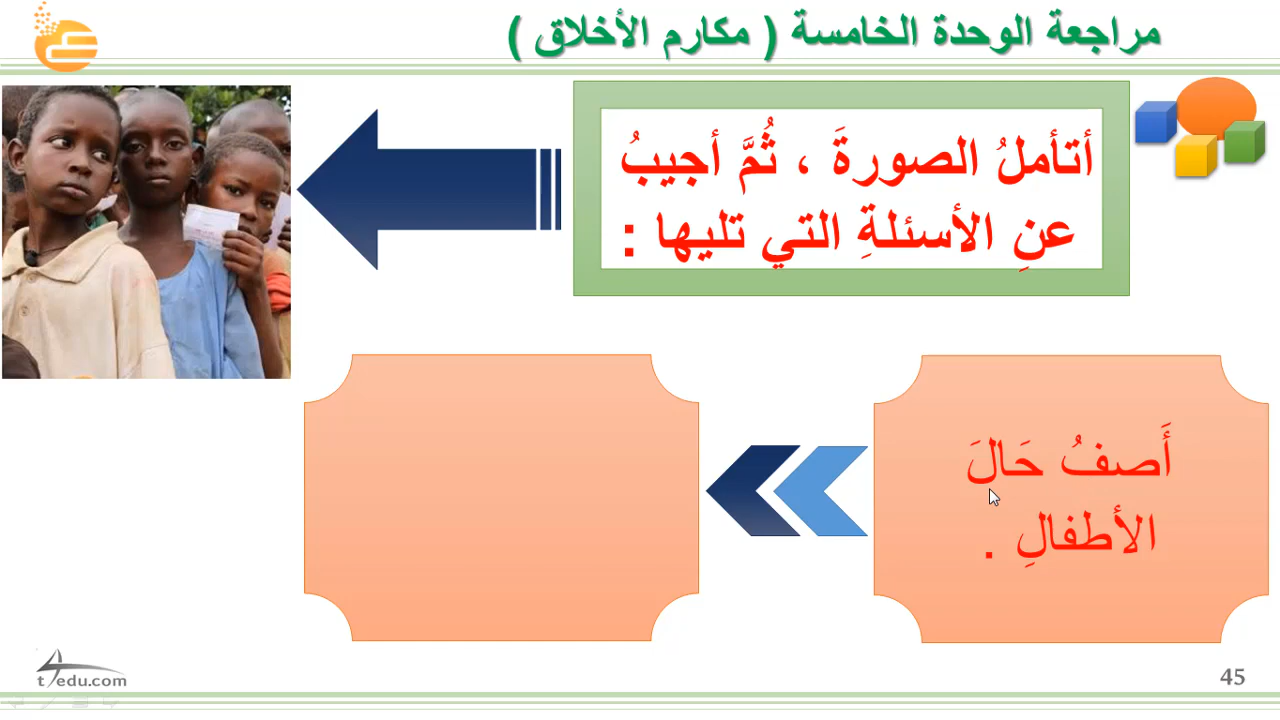 مراجعة الوحدة الخامسة ( مكارم الأخلاق )
أتأملُ الصورةَ ، ثُمَّ أجيبُ
عنِ الأسئلةِ التي تليها :
أَصفُ حَالَ
الأطفالِ .
t4edu.com
45